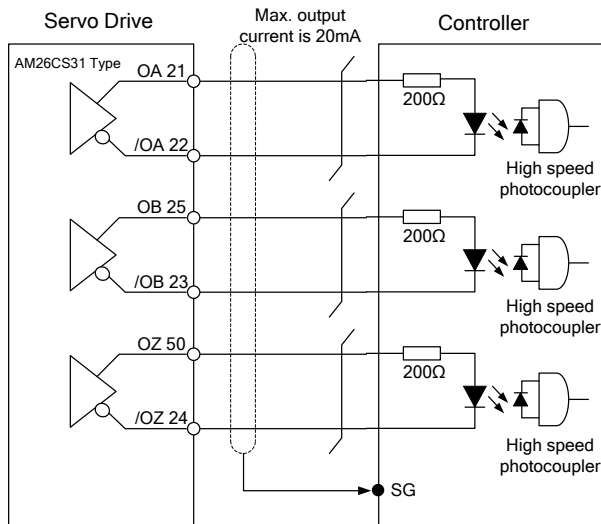 Servo Drive
Max. output
current is 20mA
Controller
AM26CS31 Type
OA 21
200Ω
/OA 22
High speed
photocoupler
OB 25
200Ω
/OB 23
High speed
photocoupler
OZ 50
200Ω
/OZ 24
High speed
photocoupler
SG